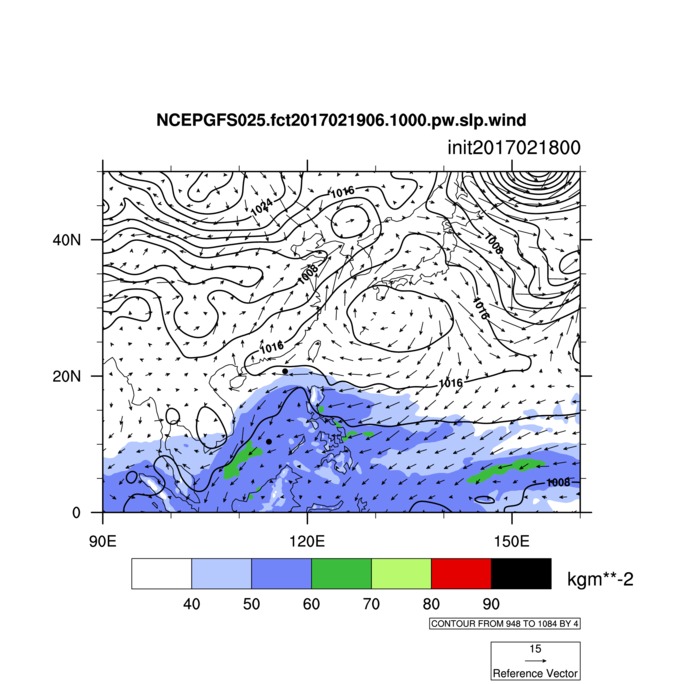 NCEPGFS025.fct2017021906.1000.pw.slp.wind
init2017021800
1016
1024
40N
1008
1008
1016
1016
20N
1016
1008
0
90E 120E 150E
kgm**-2
40 50 60 70 80 90
CONTOUR FROM 948 TO 1084 BY 4
15
Reference Vector